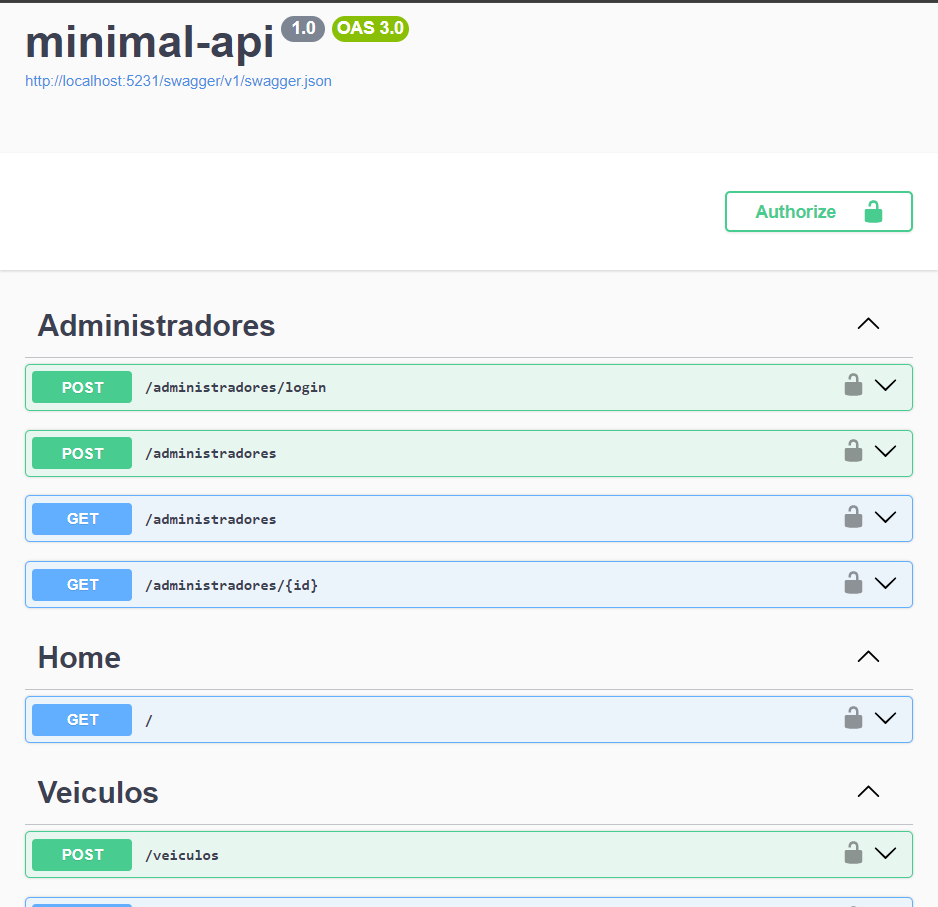 minimal-api 1.0 OAS 3.0
http://localhost:5231/swagger/v1/swagger.json
Authorize
Administradores
POST /administradores/login
POST /administradores
GET /administradores
GET /administradores/{id}
Home
GET /
Veiculos
POST /veiculos